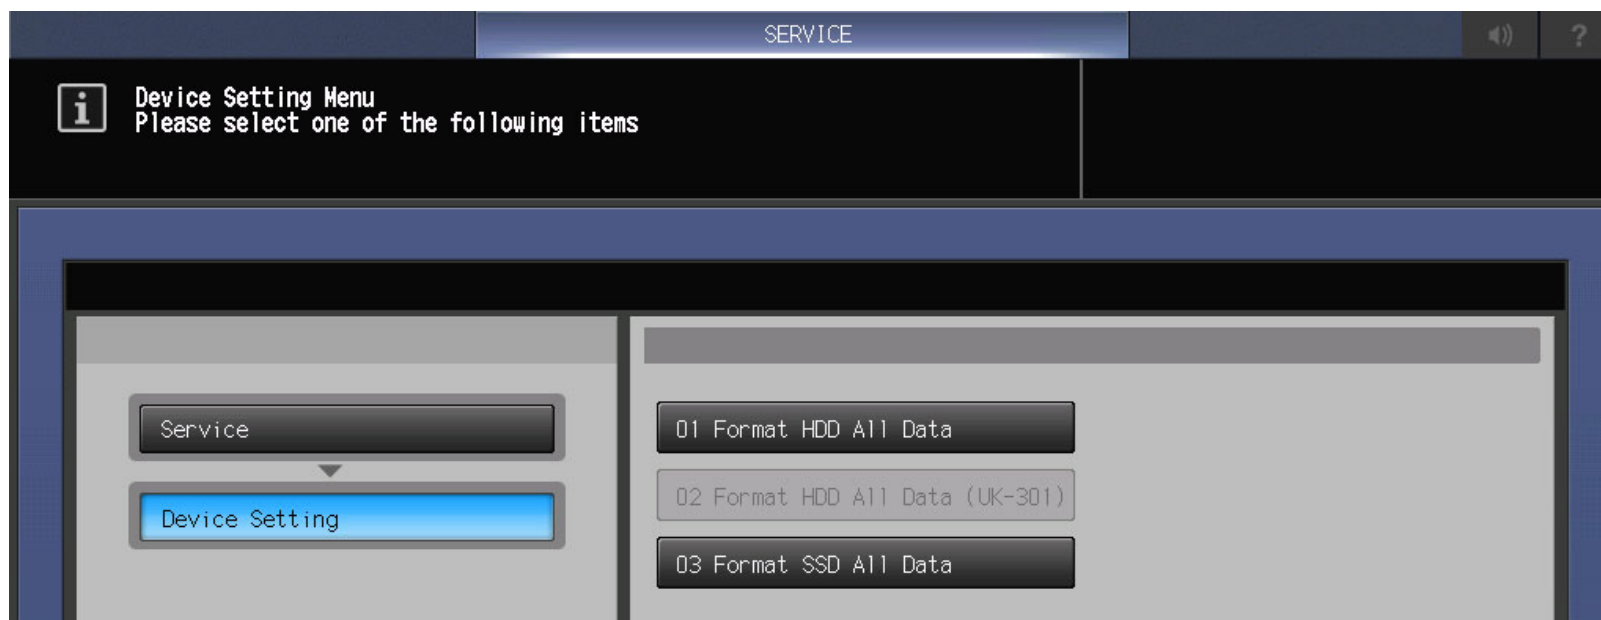 SERVICE
?
i
Device Setting Menu
Please select one of the following items
Service
Device Setting
01 Format HDD All Data
02 Format HDD All Data (UK-301)
03 Format SSD All Data